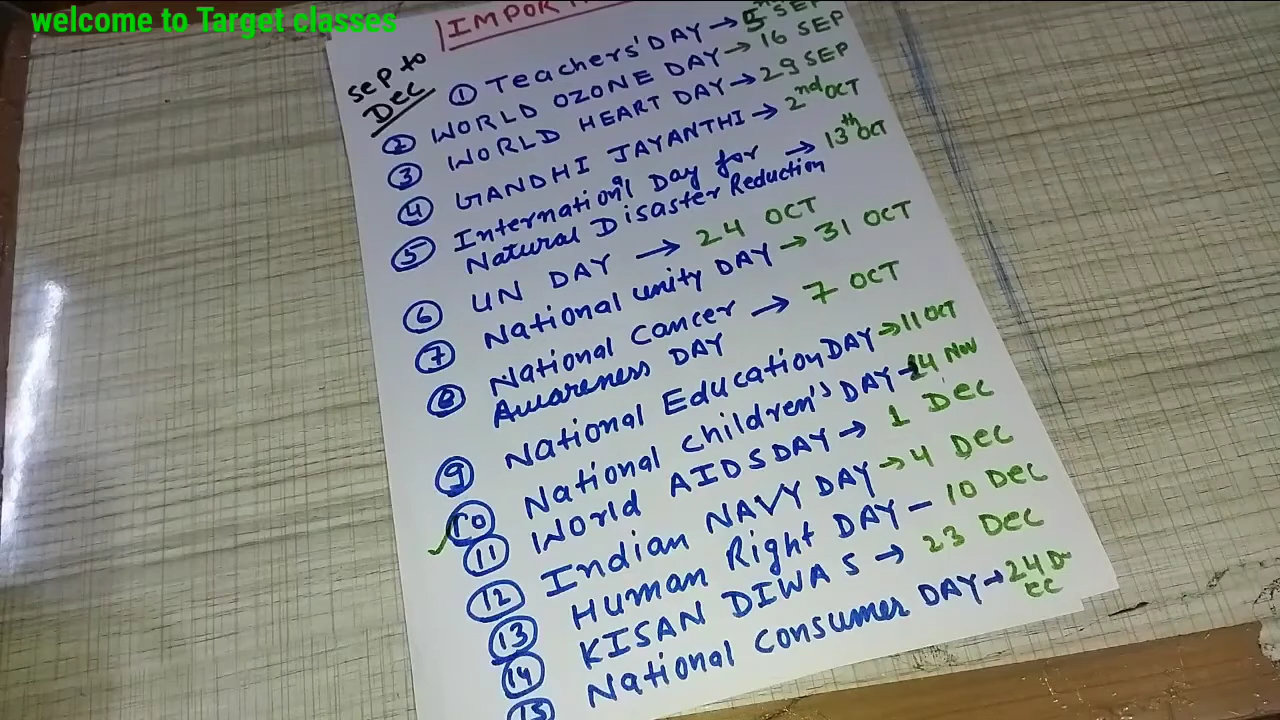 welcome to Target classes
SEP to
DEC
① Teachers' DAY → 5th SEP
② WORLD OZONE DAY → 16 SEP
③ WORLD HEART DAY → 29 SEP
④ GANDHI JAYANTHI → 2nd OCT
⑤ International Day for → 13th OCT
Natural Disaster Reduction
⑥ UN DAY → 24 OCT
⑦ National unity DAY → 31 OCT
⑧ National Cancer → 7 OCT
Awareness DAY
⑨ National Education DAY → 11 OCT
⑩ National children's DAY - 14 Nov
⑪ World AIDS DAY → 1 DEC
⑫ Indian NAVY DAY → 4 DEC
⑬ Human Right DAY - 10 DEC
⑭ KISAN DIWAS → 23 DEC
⑮ National Consumer DAY → 24 D
EC